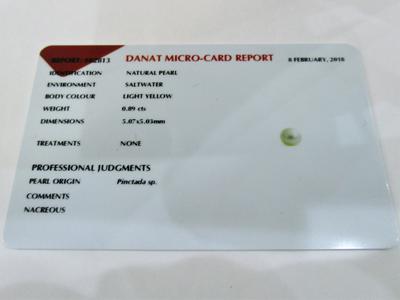 DANAT MICRO-CARD REPORT 8 FEBRUARY, 2018
IDENTIFICATION NATURAL PEARL
ENVIRONMENT SALTWATER
BODY COLOUR LIGHT YELLOW
WEIGHT 0.89 cts
DIMENSIONS 5.07x5.03mm
TREATMENTS NONE
PROFESSIONAL JUDGMENTS
PEARL ORIGIN Pinctada sp.
COMMENTS
NACREOUS